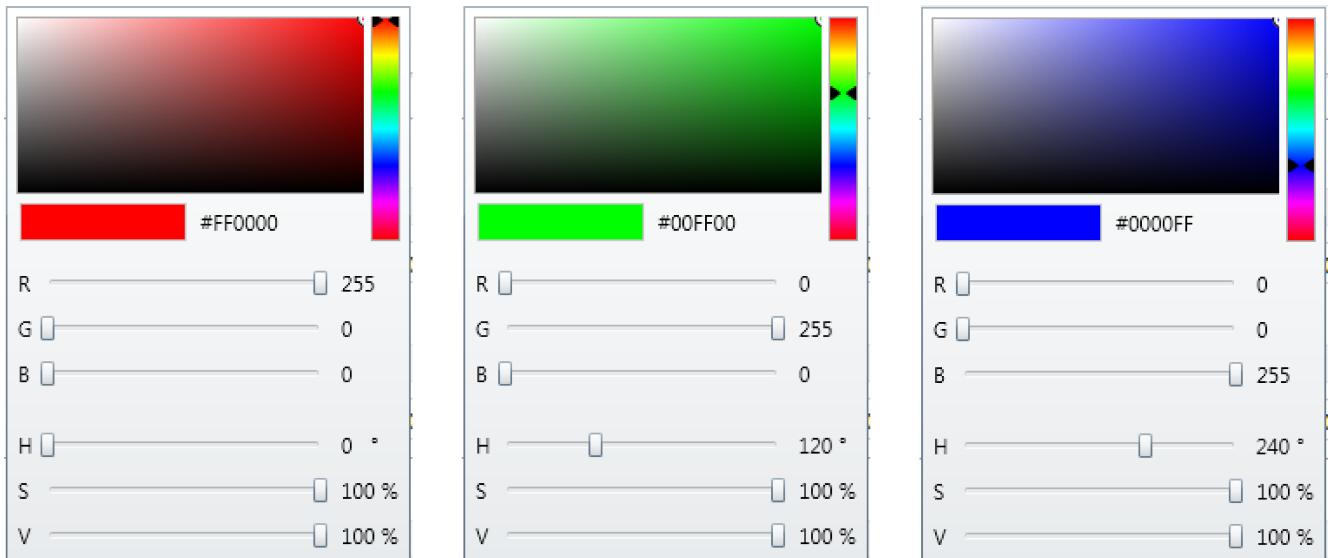 #FF0000
R 255
G 0
B 0
H 0 °
S 100 %
V 100 %
#00FF00
R 0
G 255
B 0
H 120 °
S 100 %
V 100 %
#0000FF
R 0
G 0
B 255
H 240 °
S 100 %
V 100 %